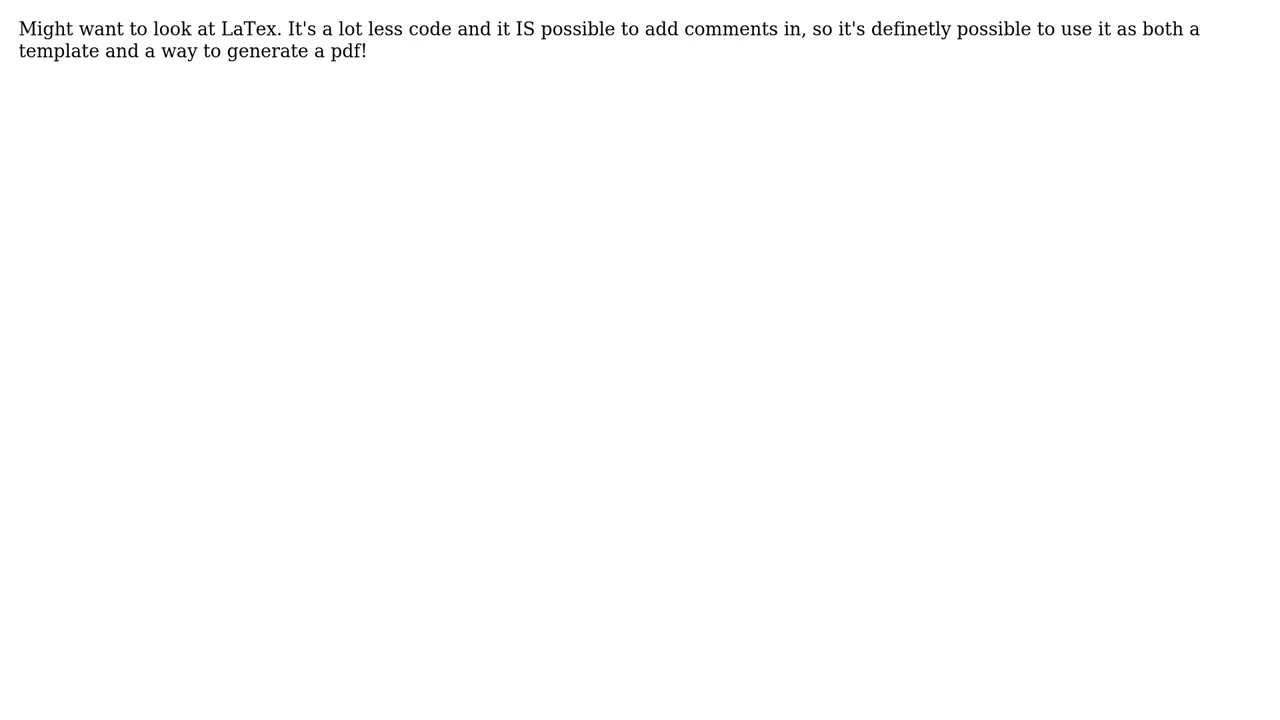 Might want to look at LaTex. It's a lot less code and it IS possible to add comments in, so it's definetly possible to use it as both a
template and a way to generate a pdf!